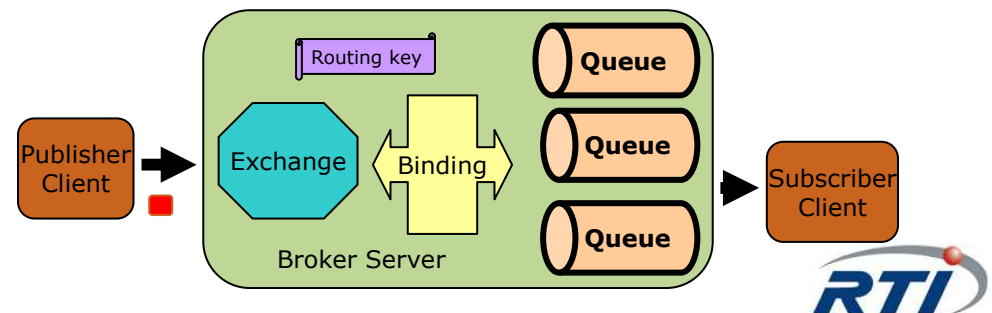 Routing key
Queue
Publisher
Client
Exchange
Binding
Queue
Subscriber
Client
Queue
Broker Server
RTI